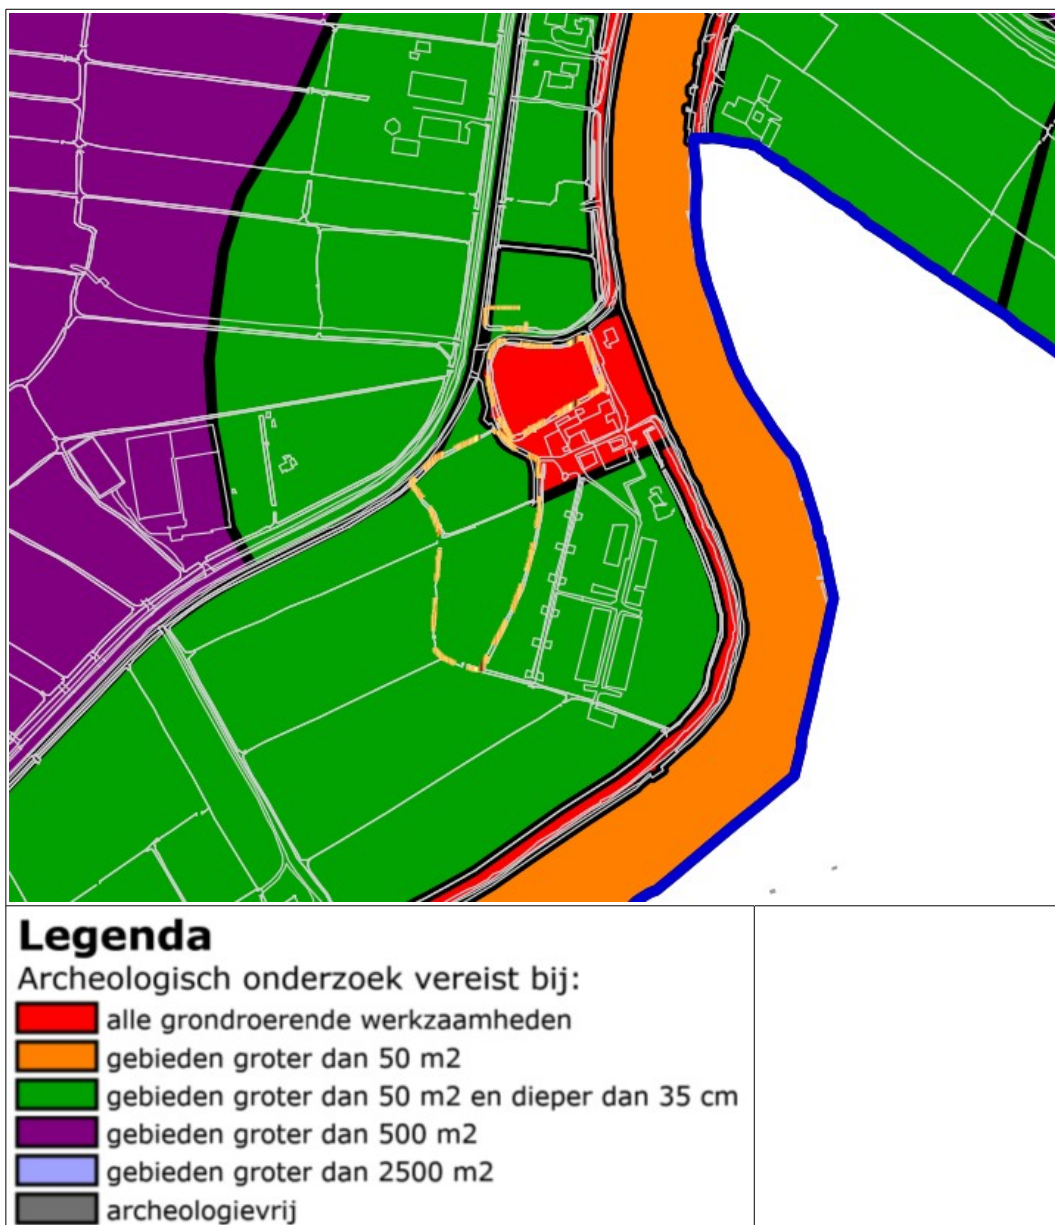 Legenda
Archeologisch onderzoek vereist bij:
alle grondroerende werkzaamheden
gebieden groter dan 50 m2
gebieden groter dan 50 m2 en dieper dan 35 cm
gebieden groter dan 500 m2
gebieden groter dan 2500 m2
archeologievrij